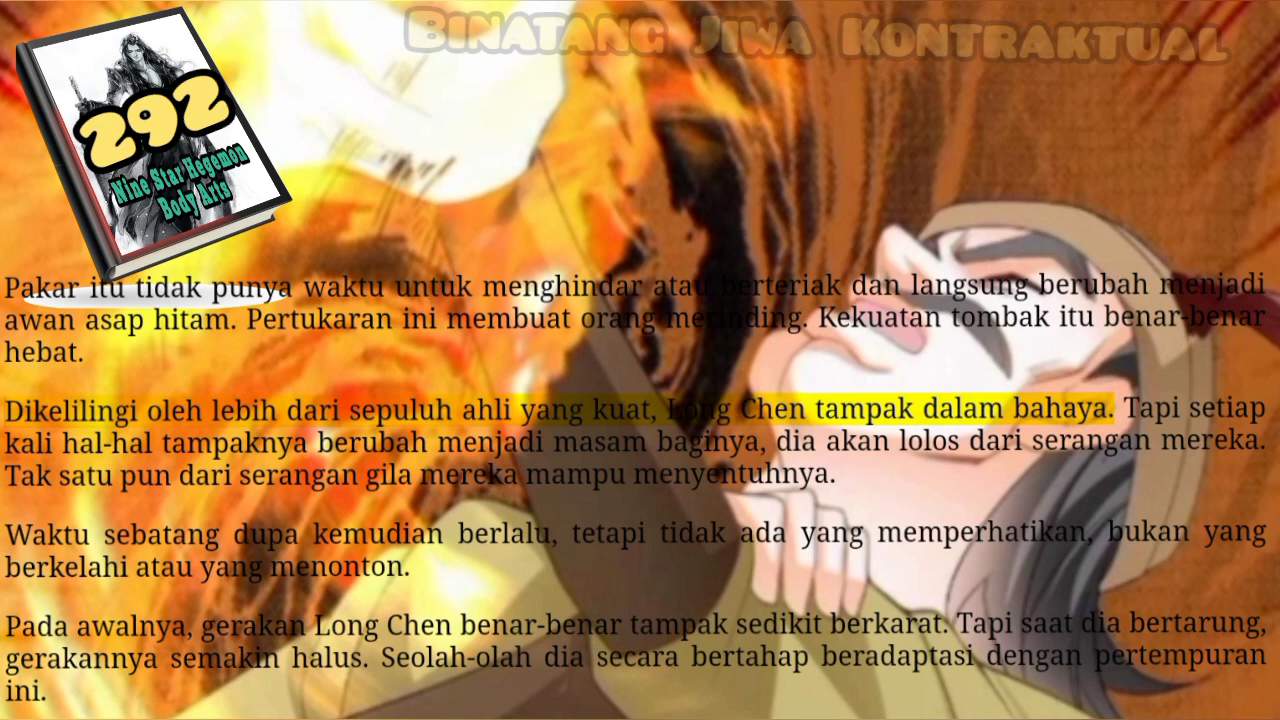 Binatang Jiwa Kontraktual
292
Nine Star Hegemon
Body Arts
Pakar itu tidak punya waktu untuk menghindar atau berteriak dan langsung berubah menjadi
awan asap hitam. Pertukaran ini membuat orang merinding. Kekuatan tombak itu benar-benar
hebat.
Dikelilingi oleh lebih dari sepuluh ahli yang kuat, Long Chen tampak dalam bahaya. Tapi setiap
kali hal-hal tampaknya berubah menjadi masam baginya, dia akan lolos dari serangan mereka.
Tak satu pun dari serangan gila mereka mampu menyentuhnya.
Waktu sebatang dupa kemudian berlalu, tetapi tidak ada yang memperhatikan, bukan yang
berkelahi atau yang menonton.
Pada awalnya, gerakan Long Chen benar-benar tampak sedikit berkarat. Tapi saat dia bertarung,
gerakannya semakin halus. Seolah-olah dia secara bertahap beradaptasi dengan pertempuran
ini.